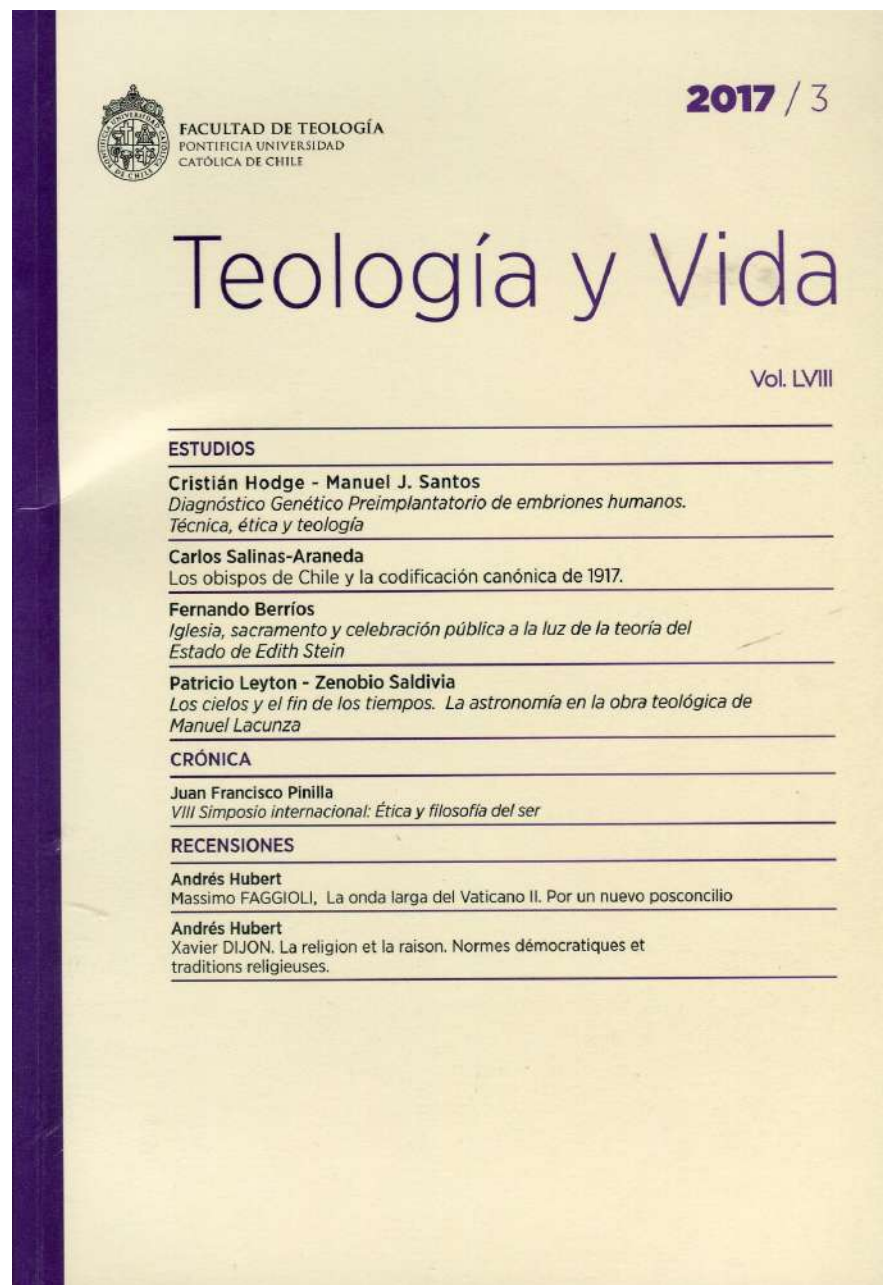 2017 / 3
PONTIFICIA UNIVERSIDAD CATÓLICA DE CHILE
FACULTAD DE TEOLOGÍA
PONTIFICIA UNIVERSIDAD
CATÓLICA DE CHILE
Teología y Vida
Vol. LVIII
ESTUDIOS
Cristián Hodge - Manuel J. Santos
Diagnóstico Genético Preimplantatorio de embriones humanos.
Técnica, ética y teología
Carlos Salinas-Araneda
Los obispos de Chile y la codificación canónica de 1917.
Fernando Berríos
Iglesia, sacramento y celebración pública a la luz de la teoría del
Estado de Edith Stein
Patricio Leyton - Zenobio Saldivia
Los cielos y el fin de los tiempos. La astronomía en la obra teológica de
Manuel Lacunza
CRÓNICA
Juan Francisco Pinilla
VIII Simposio internacional: Ética y filosofía del ser
RECENSIONES
Andrés Hubert
Massimo FAGGIOLI, La onda larga del Vaticano II. Por un nuevo posconcilio
Andrés Hubert
Xavier DIJON. La religion et la raison. Normes démocratiques et
traditions religieuses.